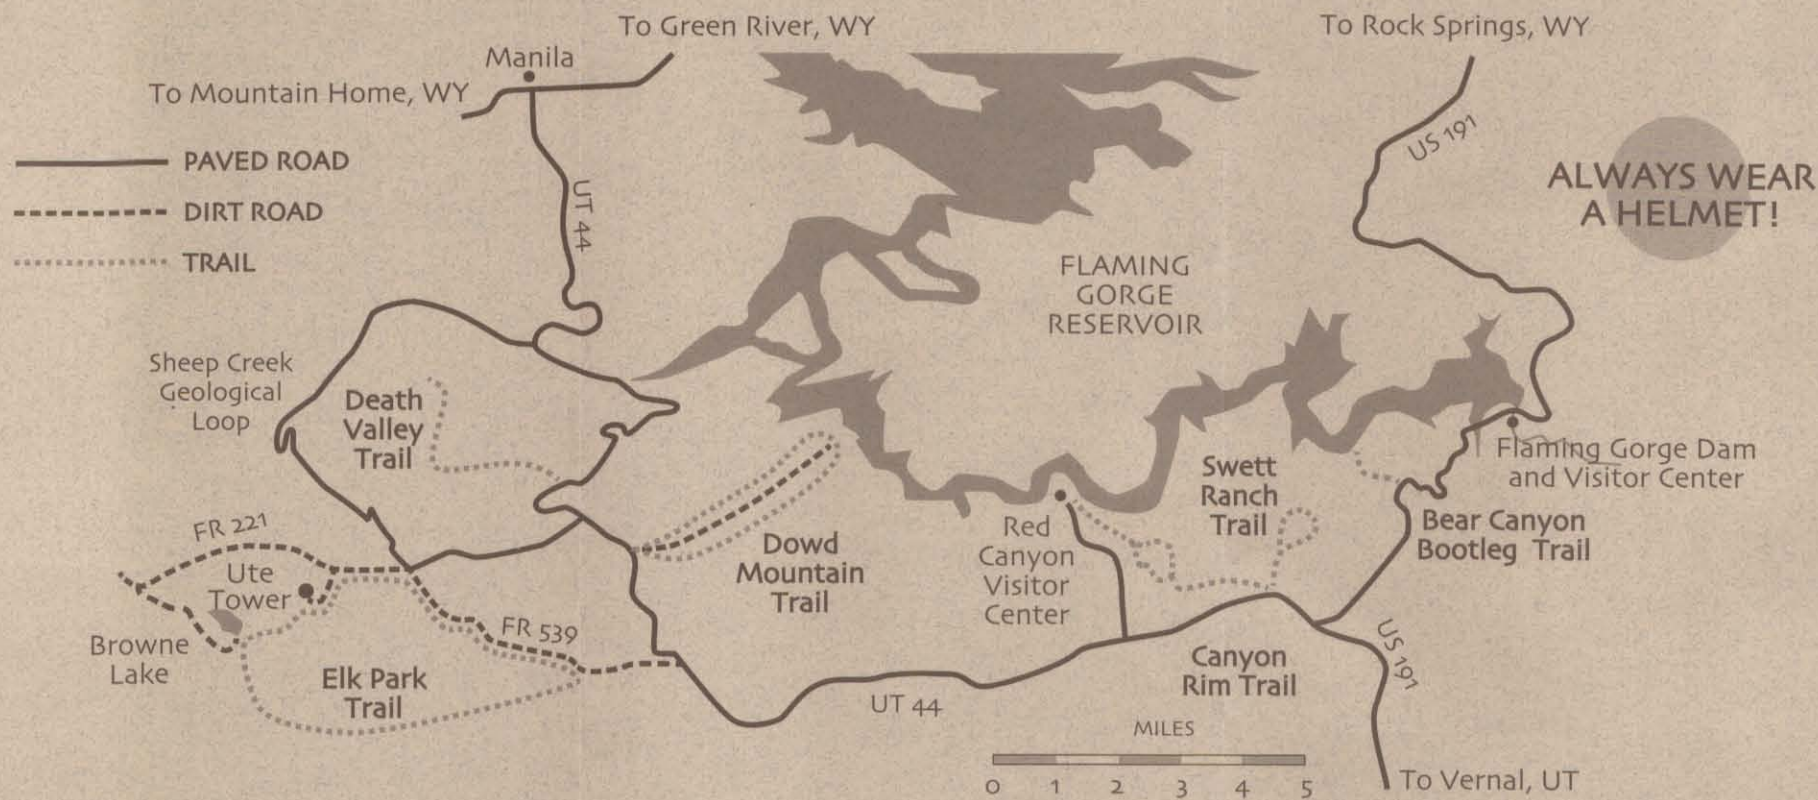 To Green River, WY
To Rock Springs, WY
Manila
To Mountain Home, WY
PAVED ROAD
DIRT ROAD
TRAIL
UT 44
US 191
ALWAYS WEAR
A HELMET!
FLAMING
GORGE
RESERVOIR
Sheep Creek
Geological
Loop
Death
Valley
Trail
Flaming Gorge Dam
and Visitor Center
Swett
Ranch
Trail
Bear Canyon
Bootleg Trail
Red
Canyon
Visitor
Center
Dowd
Mountain
Trail
FR 221
Ute
Tower
FR 539
Browne
Lake
Elk Park
Trail
Canyon
Rim Trail
US 191
UT 44
MILES
0 1 2 3 4 5
To Vernal, UT